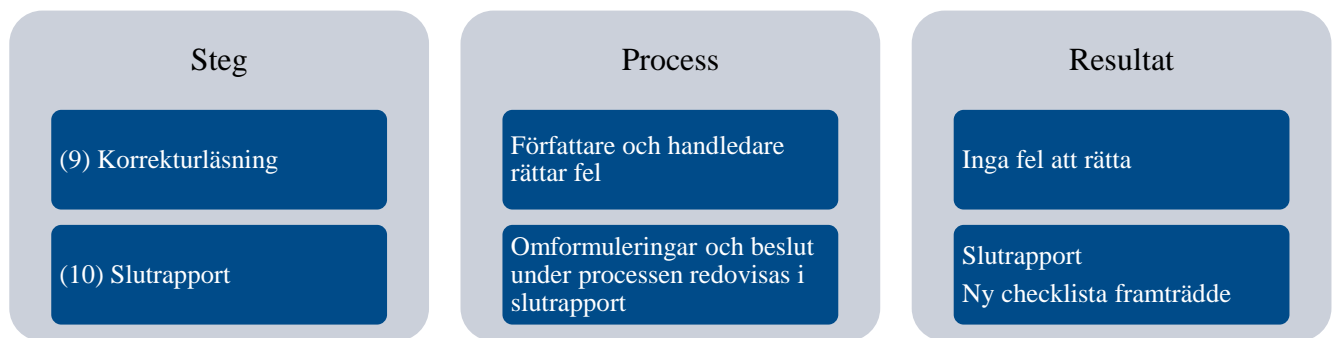 Steg
(9) Korrekturläsning
(10) Slutrapport
Process
Författare och handledare
rättar fel
Omformuleringar och beslut
under processen redovisas i
slutrapport
Resultat
Inga fel att rätta
Slutrapport
Ny checklista framträdde